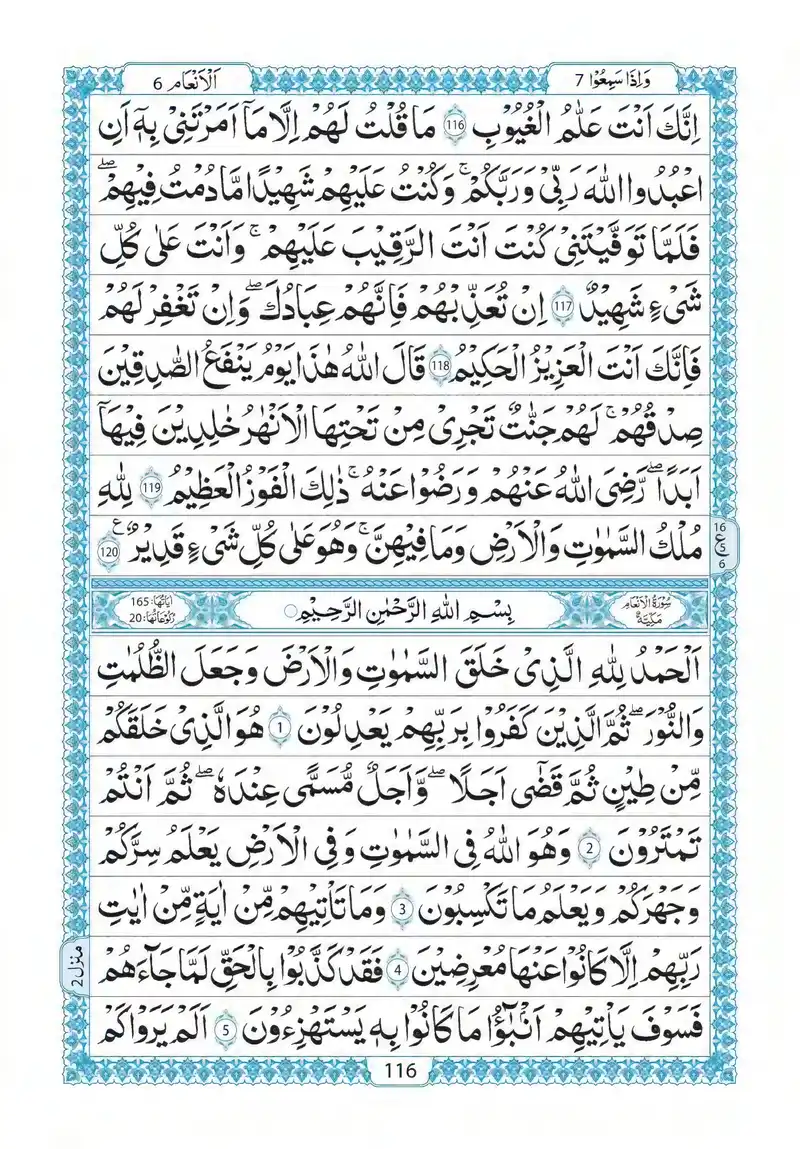 وَاِذَا سَمِعُوْا 7
اَلْاَنْعَام 6
اِنَّكَ اَنْتَ عَلَّامُ الْغُيُوْبِ 116 مَا قُلْتُ لَهُمْ اِلَّا مَاۤ اَمَرْتَنِیْ بِهٖۤ اَنِ
اعْبُدُوا اللّٰهَ رَبِّیْ وَرَبَّكُمْ ۚ وَكُنْتُ عَلَيْهِمْ شَهِيْدًا مَّا دُمْتُ فِيْهِمْ ۖ
فَلَمَّا تَوَفَّيْتَنِیْ كُنْتَ اَنْتَ الرَّقِيْبَ عَلَيْهِمْ ۚ وَاَنْتَ عَلٰى كُلِّ
شَیْءٍ شَهِيْدٌ 117 اِنْ تُعَذِّبْهُمْ فَاِنَّهُمْ عِبَادُكَ ۖ وَاِنْ تَغْفِرْ لَهُمْ
فَاِنَّكَ اَنْتَ الْعَزِيْزُ الْحَكِيْمُ 118 قَالَ اللّٰهُ هٰذَا يَوْمُ يَنْفَعُ الصّٰدِقِيْنَ
صِدْقُهُمْ ۚ لَهُمْ جَنّٰتٌ تَجْرِیْ مِنْ تَحْتِهَا الْاَنْهٰرُ خٰلِدِيْنَ فِيْهَاۤ
اَبَدًا ۖ رَضِیَ اللّٰهُ عَنْهُمْ وَرَضُوْا عَنْهُ ۚ ذٰلِكَ الْفَوْزُ الْعَظِيْمُ 119 لِلّٰهِ
مُلْكُ السَّمٰوٰتِ وَالْاَرْضِ وَمَا فِيْهِنَّ ۚ وَهُوَ عَلٰى كُلِّ شَیْءٍ قَدِيْرٌ 120
16
ع
5
6
سُوْرَةُ الْاَنْعَامِ مَكِّيَّةٌ
بِسْمِ اللّٰهِ الرَّحْمٰنِ الرَّحِيْمِ
اٰيَاتُهَا: 165
رُكُوْعَاتُهَا: 20
اَلْحَمْدُ لِلّٰهِ الَّذِیْ خَلَقَ السَّمٰوٰتِ وَالْاَرْضَ وَجَعَلَ الظُّلُمٰتِ
وَالنُّوْرَ ۖ ثُمَّ الَّذِيْنَ كَفَرُوْا بِرَبِّهِمْ يَعْدِلُوْنَ 1 هُوَ الَّذِیْ خَلَقَكُمْ
مِّنْ طِيْنٍ ثُمَّ قَضٰۤى اَجَلًا ۖ وَّاَجَلٌ مُّسَمًّى عِنْدَهٗ ۖ ثُمَّ اَنْتُمْ
تَمْتَرُوْنَ 2 وَهُوَ اللّٰهُ فِی السَّمٰوٰتِ وَفِی الْاَرْضِ يَعْلَمُ سِرَّكُمْ
وَجَهْرَكُمْ وَيَعْلَمُ مَا تَكْسِبُوْنَ 3 وَمَا تَاْتِيْهِمْ مِّنْ اٰيَةٍ مِّنْ اٰيٰتِ
رَبِّهِمْ اِلَّا كَانُوْا عَنْهَا مُعْرِضِيْنَ 4 فَقَدْ كَذَّبُوْا بِالْحَقِّ لَمَّا جَآءَهُمْ
فَسَوْفَ يَاْتِيْهِمْ اَنْۢبٰٓؤُا مَا كَانُوْا بِهٖ يَسْتَهْزِءُوْنَ 5 اَلَمْ يَرَوْا كَمْ
منزل 2
116